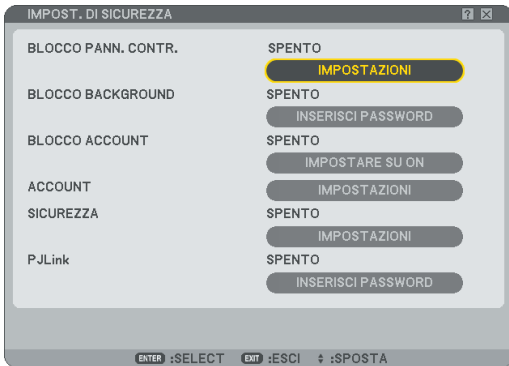 IMPOST. DI SICUREZZA
BLOCCO PANN. CONTR. SPENTO
IMPOSTAZIONI
BLOCCO BACKGROUND SPENTO
INSERISCI PASSWORD
BLOCCO ACCOUNT SPENTO
IMPOSTARE SU ON
ACCOUNT IMPOSTAZIONI
SICUREZZA SPENTO
IMPOSTAZIONI
PJLink SPENTO
INSERISCI PASSWORD
ENTER :SELECT EXIT :ESCI :SPOSTA